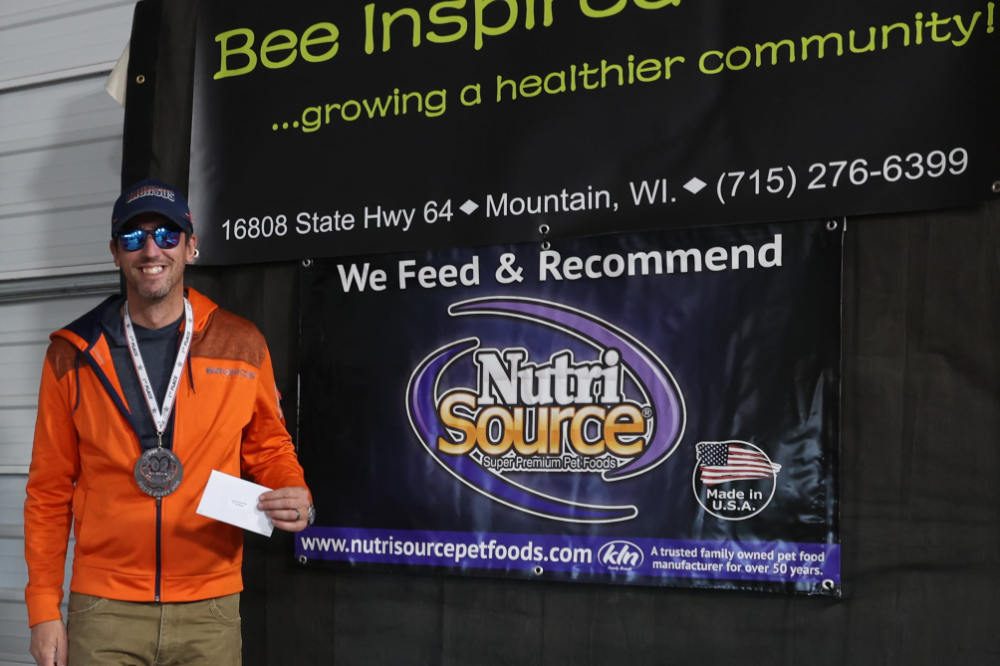 Bee Inspired
...growing a healthier community!
16808 State Hwy 64 ♦ Mountain, WI. ♦ (715) 276-6399
We Feed & Recommend
Nutri
Source®
Super Premium Pet Foods
Made in
U.S.A.
www.nutrisourcepetfoods.com
kln
A trusted family owned pet food
manufacturer for over 50 years.
BRONCOS